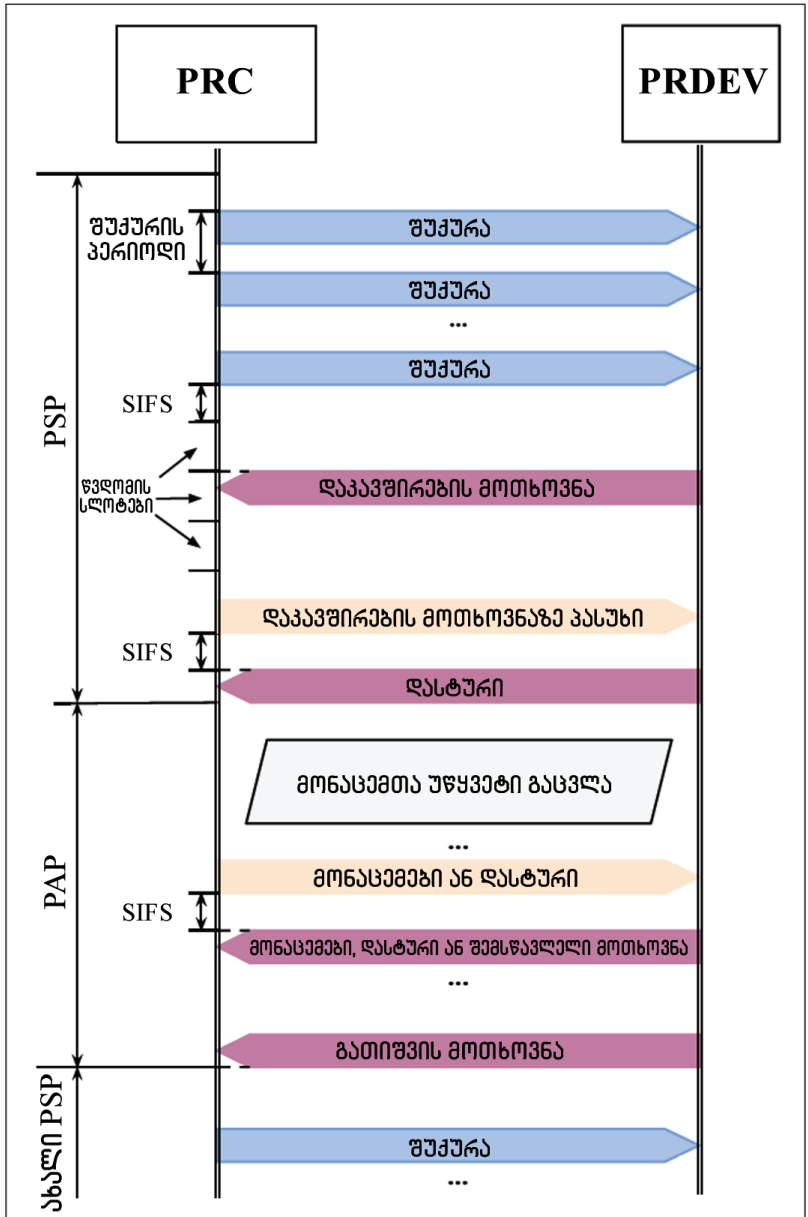 PRC
PRDEV
შუქურის
პერიოდი
შუქურა
შუქურა
...
შუქურა
SIFS
PSP
წვდომის
სლოტები
დაკავშირების მოთხოვნა
დაკავშირების მოთხოვნაზე პასუხი
SIFS
დასტური
მონაცემთა უწყვეტი გაცვლა
...
PAP
მონაცემები ან დასტური
SIFS
მონაცემები, დასტური ან შემსწავლელი მოთხოვნა
...
გათიშვის მოთხოვნა
ახალი PSP
შუქურა
...